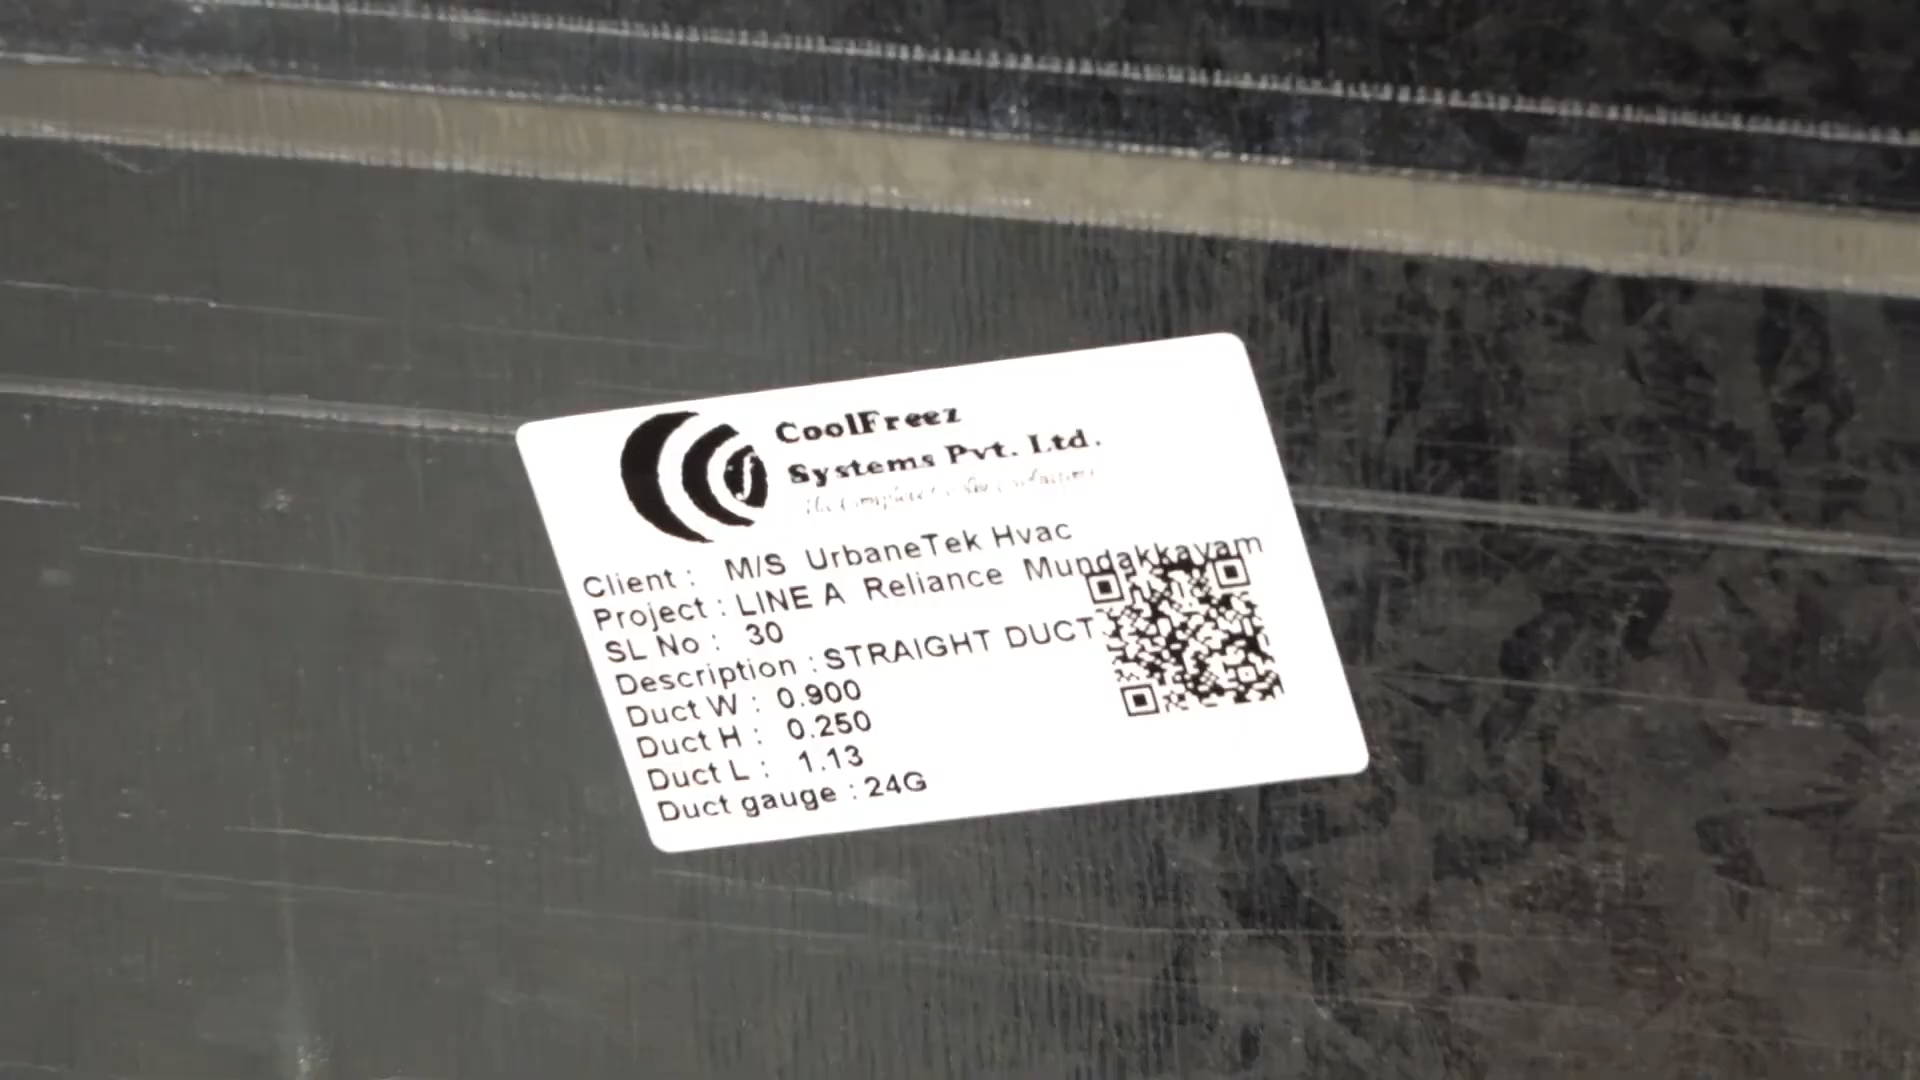 CoolFreez
Systems Pvt. Ltd.
Client : M/S UrbaneTek Hvac
Project : LINE A Reliance Mundakkayam
SL No : 30
Description : STRAIGHT DUCT
Duct W : 0.900
Duct H : 0.250
Duct L : 1.13
Duct gauge : 24G